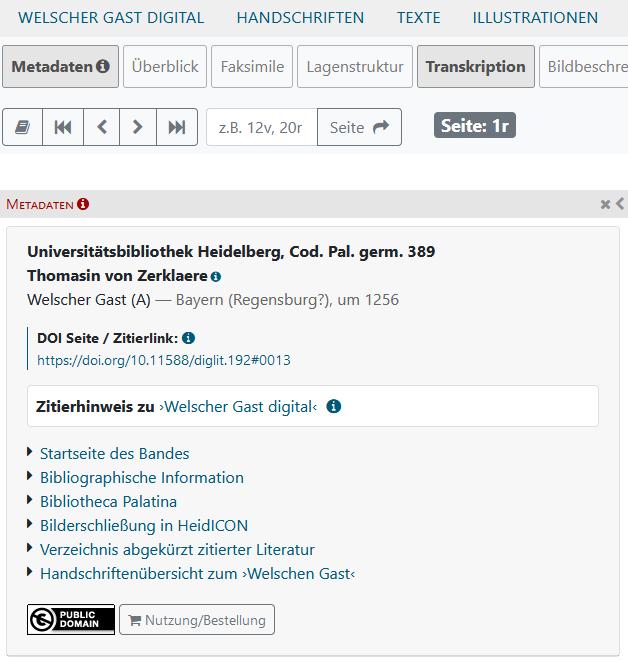 WELSCHER GAST DIGITAL HANDSCHRIFTEN TEXTE ILLUSTRATIONEN
Metadaten Überblick Faksimile Lagenstruktur Transkription Bildbeschre
z.B. 12v, 20r Seite Seite: 1r
METADATEN
Universitätsbibliothek Heidelberg, Cod. Pal. germ. 389
Thomasin von Zerklaere
Welscher Gast (A) — Bayern (Regensburg?), um 1256
DOI Seite / Zitierlink:
https://doi.org/10.11588/diglit.192#0013
Zitierhinweis zu ›Welscher Gast digital‹
Startseite des Bandes
Bibliographische Information
Bibliotheca Palatina
Bilderschließung in HeidICON
Verzeichnis abgekürzt zitierter Literatur
Handschriftenübersicht zum ›Welschen Gast‹
PUBLIC DOMAIN Nutzung/Bestellung